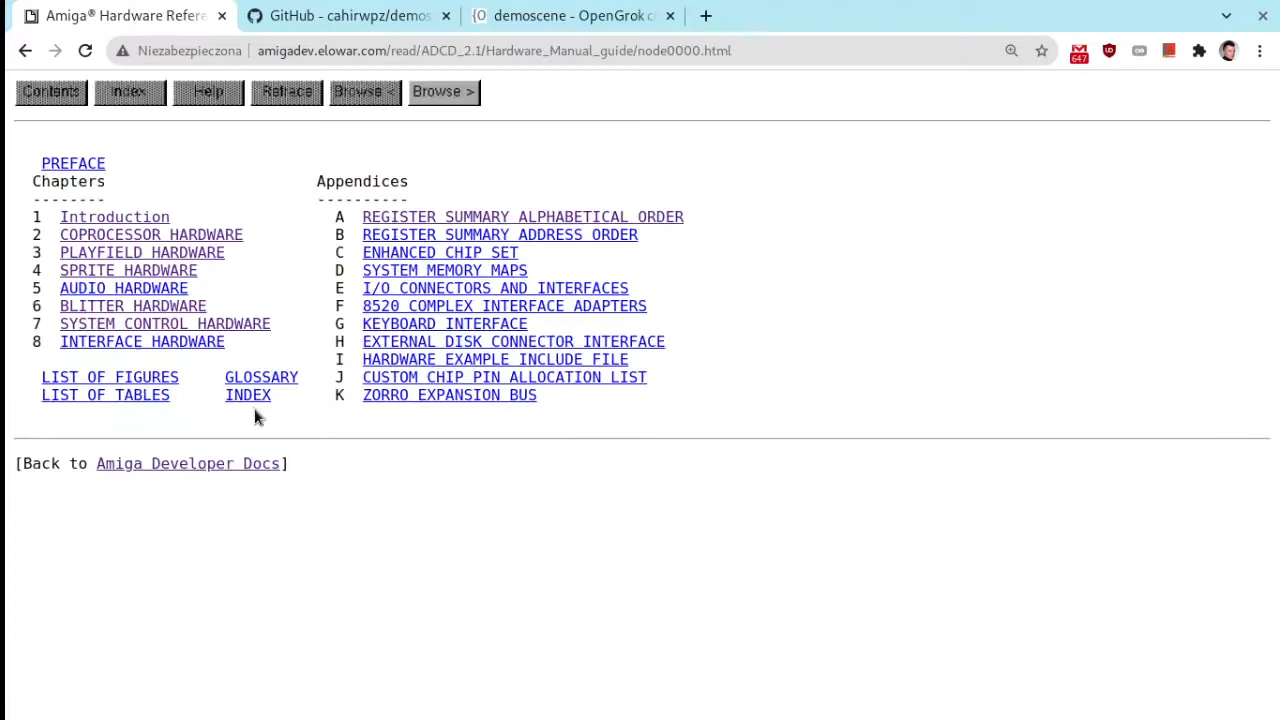 Amiga® Hardware Refere
GitHub - cahirwpz/demos
demoscene - OpenGrok c
Niezabezpieczona amigadev.elowar.com/read/ADCD_2.1/Hardware_Manual_guide/node0000.html
647
Contents Index Help Retrace Browse < Browse >
PREFACE
Chapters Appendices
-------- ----------
1 Introduction A REGISTER SUMMARY ALPHABETICAL ORDER
2 COPROCESSOR HARDWARE B REGISTER SUMMARY ADDRESS ORDER
3 PLAYFIELD HARDWARE C ENHANCED CHIP SET
4 SPRITE HARDWARE D SYSTEM MEMORY MAPS
5 AUDIO HARDWARE E I/O CONNECTORS AND INTERFACES
6 BLITTER HARDWARE F 8520 COMPLEX INTERFACE ADAPTERS
7 SYSTEM CONTROL HARDWARE G KEYBOARD INTERFACE
8 INTERFACE HARDWARE H EXTERNAL DISK CONNECTOR INTERFACE
I HARDWARE EXAMPLE INCLUDE FILE
LIST OF FIGURES GLOSSARY J CUSTOM CHIP PIN ALLOCATION LIST
LIST OF TABLES INDEX K ZORRO EXPANSION BUS
[Back to Amiga Developer Docs]